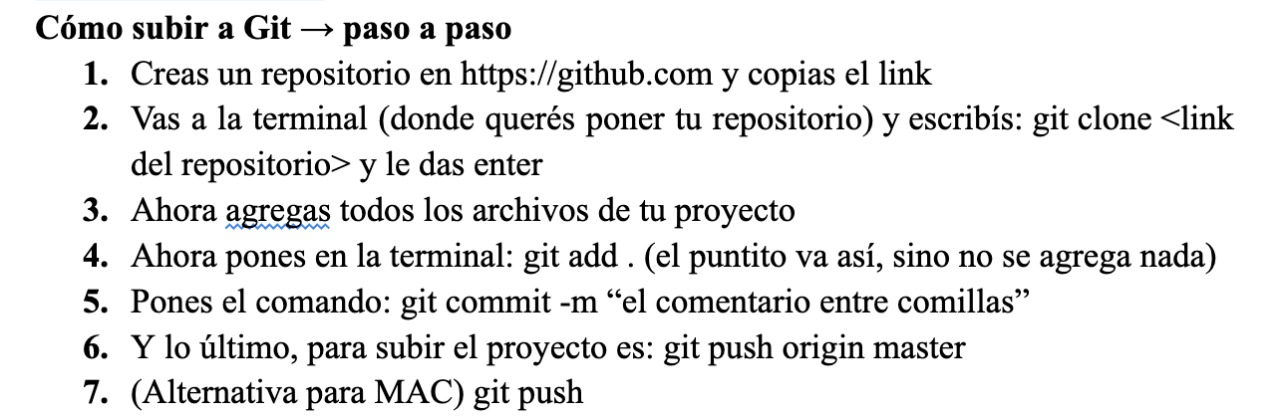 Cómo subir a Git → paso a paso
1. Creas un repositorio en https://github.com y copias el link
2. Vas a la terminal (donde querés poner tu repositorio) y escribís: git clone <link
del repositorio> y le das enter
3. Ahora agregas todos los archivos de tu proyecto
4. Ahora pones en la terminal: git add . (el puntito va así, sino no se agrega nada)
5. Pones el comando: git commit -m “el comentario entre comillas”
6. Y lo último, para subir el proyecto es: git push origin master
7. (Alternativa para MAC) git push